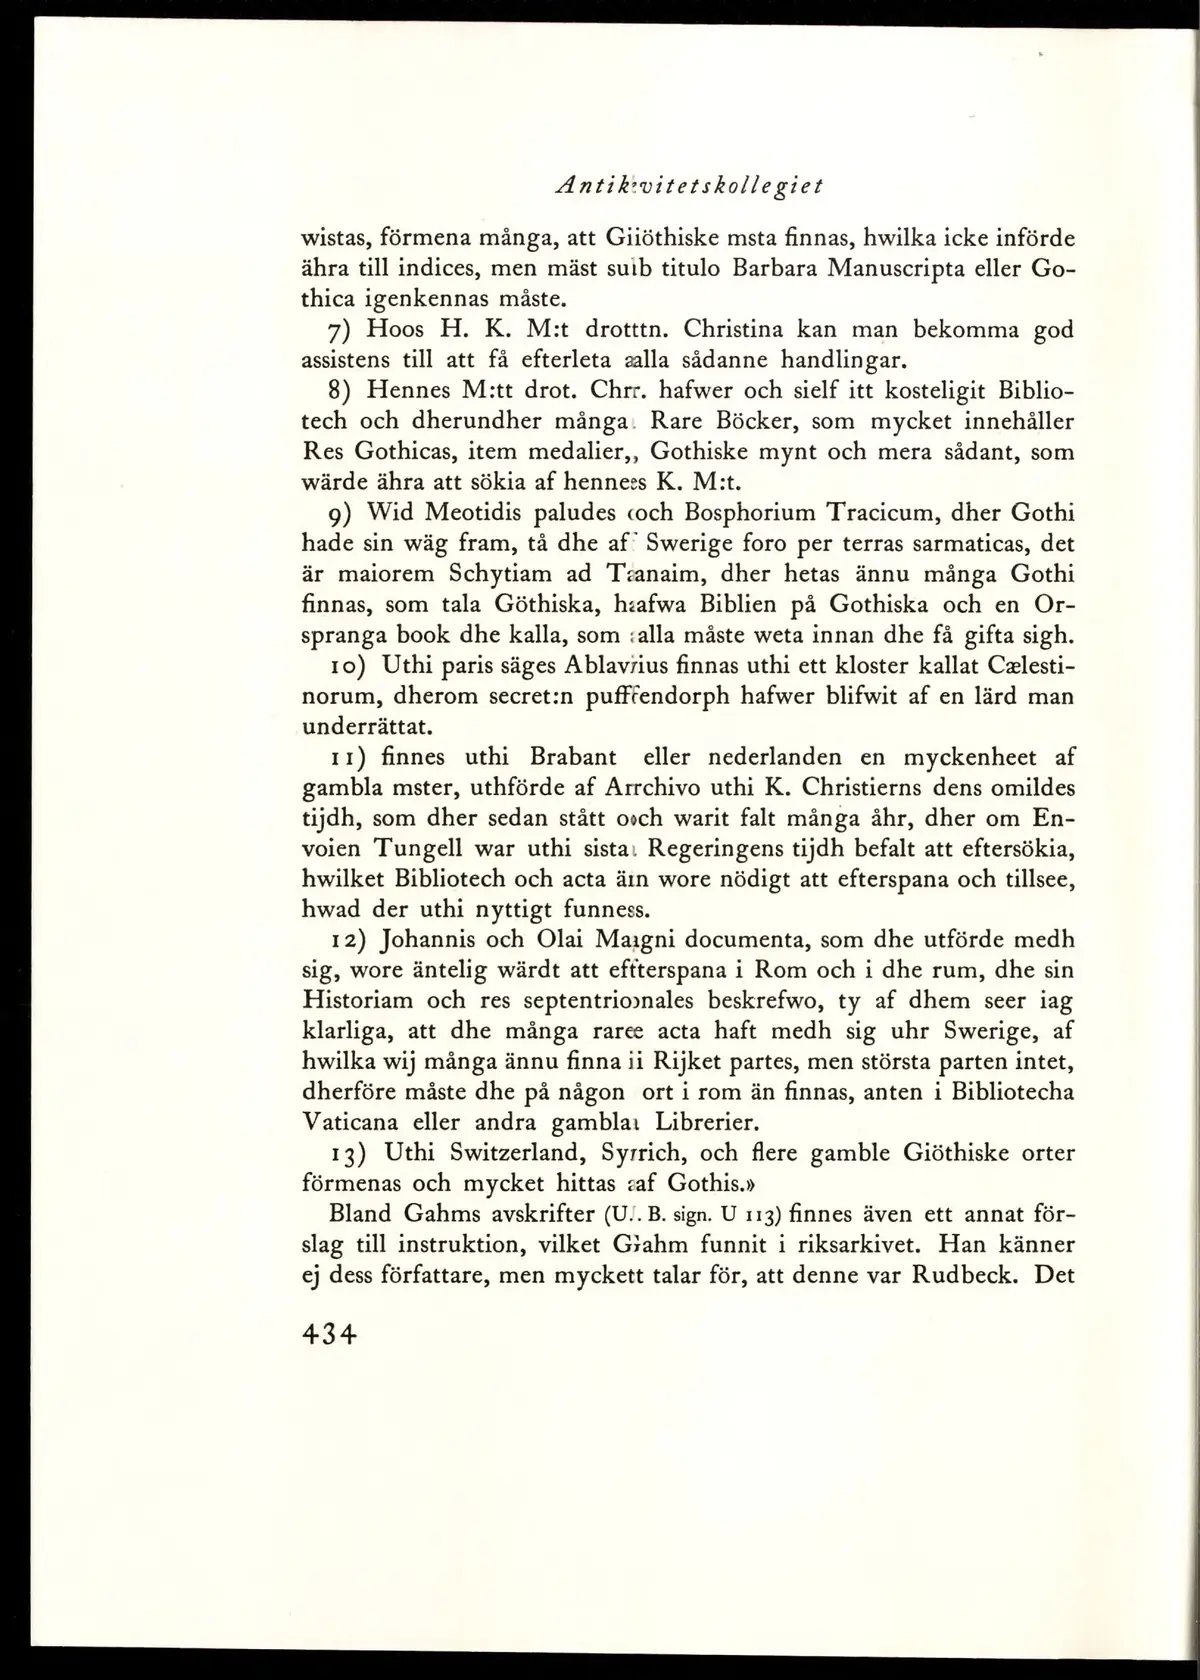 Antikvitetskollegiet
wistas, förmena många, att Giöthiske msta finnas, hwilka icke införde
ähra till indices, men mäst sub titulo Barbara Manuscripta eller Go-
thica igenkennas måste.
7) Hoos H. K. M:t drottn. Christina kan man bekomma god
assistens till att få efterleta alla sådanne handlingar.
8) Hennes M:tt drot. Chr. hafwer och sielf itt kosteligit Biblio-
tech och dherundher många Rare Böcker, som mycket innehåller
Res Gothicas, item medalier, Gothiske mynt och mera sådant, som
wärde ähra att sökia af hennes K. M:t.
9) Wid Meotidis paludes och Bosphorium Tracicum, dher Gothi
hade sin wäg fram, tå dhe af Swerige foro per terras sarmaticas, det
är maiorem Schytiam ad Tanaim, dher hetas ännu många Gothi
finnas, som tala Göthiska, hafwa Biblien på Gothiska och en Or-
spranga book dhe kalla, som alla måste weta innan dhe få gifta sigh.
10) Uthi paris säges Ablavius finnas uthi ett kloster kallat Cælesti-
norum, dherom secret:n puffendorph hafwer blifwit af en lärd man
underrättat.
11) finnes uthi Brabant eller nederlanden en myckenheet af
gambla mster, uthförde af Archivo uthi K. Christierns dens omildes
tijdh, som dher sedan stått och warit falt många åhr, dher om En-
voien Tungell war uthi sista Regeringens tijdh befalt att eftersökia,
hwilket Bibliotech och acta än wore nödigt att efterspana och tillsee,
hwad der uthi nyttigt funnes.
12) Johannis och Olai Magni documenta, som dhe utförde medh
sig, wore äntelig wärdt att efterspana i Rom och i dhe rum, dhe sin
Historiam och res septentrionales beskrefwo, ty af dhem seer iag
klarliga, att dhe många rare acta haft medh sig uhr Swerige, af
hwilka wij många ännu finna i Rijket partes, men största parten intet,
dherföre måste dhe på någon ort i rom än finnas, anten i Bibliotecha
Vaticana eller andra gambla Librerier.
13) Uthi Switzerland, Syrrich, och flere gamble Giöthiske orter
förmenas och mycket hittas af Gothis.»
Bland Gahms avskrifter (U. B. sign. U 113) finnes även ett annat för-
slag till instruktion, vilket Gahm funnit i riksarkivet. Han känner
ej dess författare, men myckett talar för, att denne var Rudbeck. Det
434